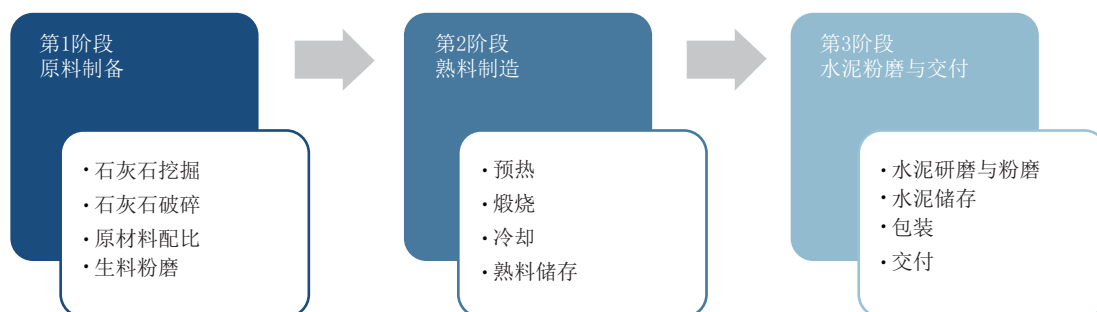 第1阶段
原料制备
·石灰石挖掘
·石灰石破碎
·原材料配比
·生料粉磨
第2阶段
熟料制造
·预热
·煅烧
·冷却
·熟料储存
第3阶段
水泥粉磨与交付
·水泥研磨与粉磨
·水泥储存
·包装
·交付